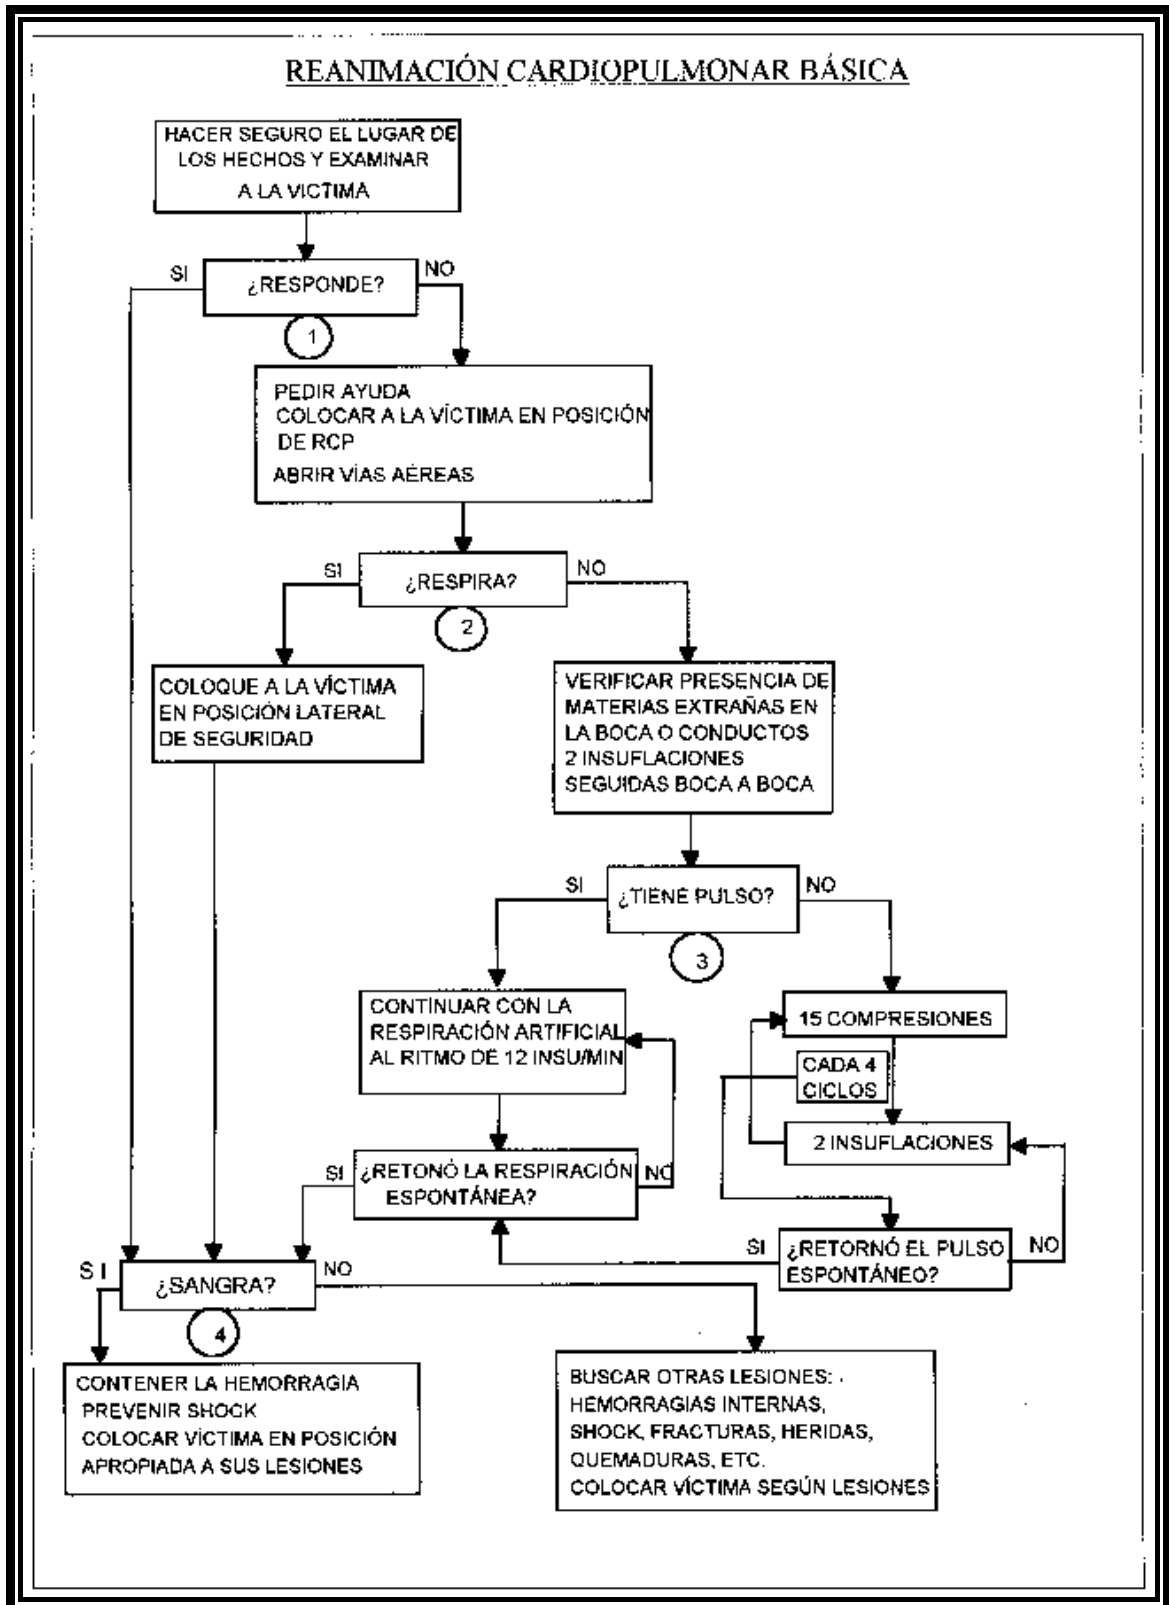 REANIMACIÓN CARDIOPULMONAR BÁSICA
HACER SEGURO EL LUGAR DE
LOS HECHOS Y EXAMINAR
A LA VICTIMA
SI
¿RESPONDE?
NO
1
PEDIR AYUDA
COLOCAR A LA VÍCTIMA EN POSICIÓN
DE RCP
ABRIR VÍAS AÉREAS
SI
¿RESPIRA?
NO
2
COLOQUE A LA VÍCTIMA
EN POSICIÓN LATERAL
DE SEGURIDAD
VERIFICAR PRESENCIA DE
MATERIAS EXTRAÑAS EN
LA BOCA O CONDUCTOS
2 INSUFLACIONES
SEGUIDAS BOCA A BOCA
SI
¿TIENE PULSO?
NO
3
CONTINUAR CON LA
RESPIRACIÓN ARTIFICIAL
AL RITMO DE 12 INSU/MIN
15 COMPRESIONES
CADA 4
CICLOS
2 INSUFLACIONES
SI
¿RETONÓ LA RESPIRACIÓN
ESPONTÁNEA?
NO
SI
¿RETORNÓ EL PULSO
ESPONTÁNEO?
NO
S I
¿SANGRA?
NO
4
CONTENER LA HEMORRAGIA
PREVENIR SHOCK
COLOCAR VÍCTIMA EN POSICIÓN
APROPIADA A SUS LESIONES
BUSCAR OTRAS LESIONES:
HEMORRAGIAS INTERNAS,
SHOCK, FRACTURAS, HERIDAS,
QUEMADURAS, ETC.
COLOCAR VÍCTIMA SEGÚN LESIONES